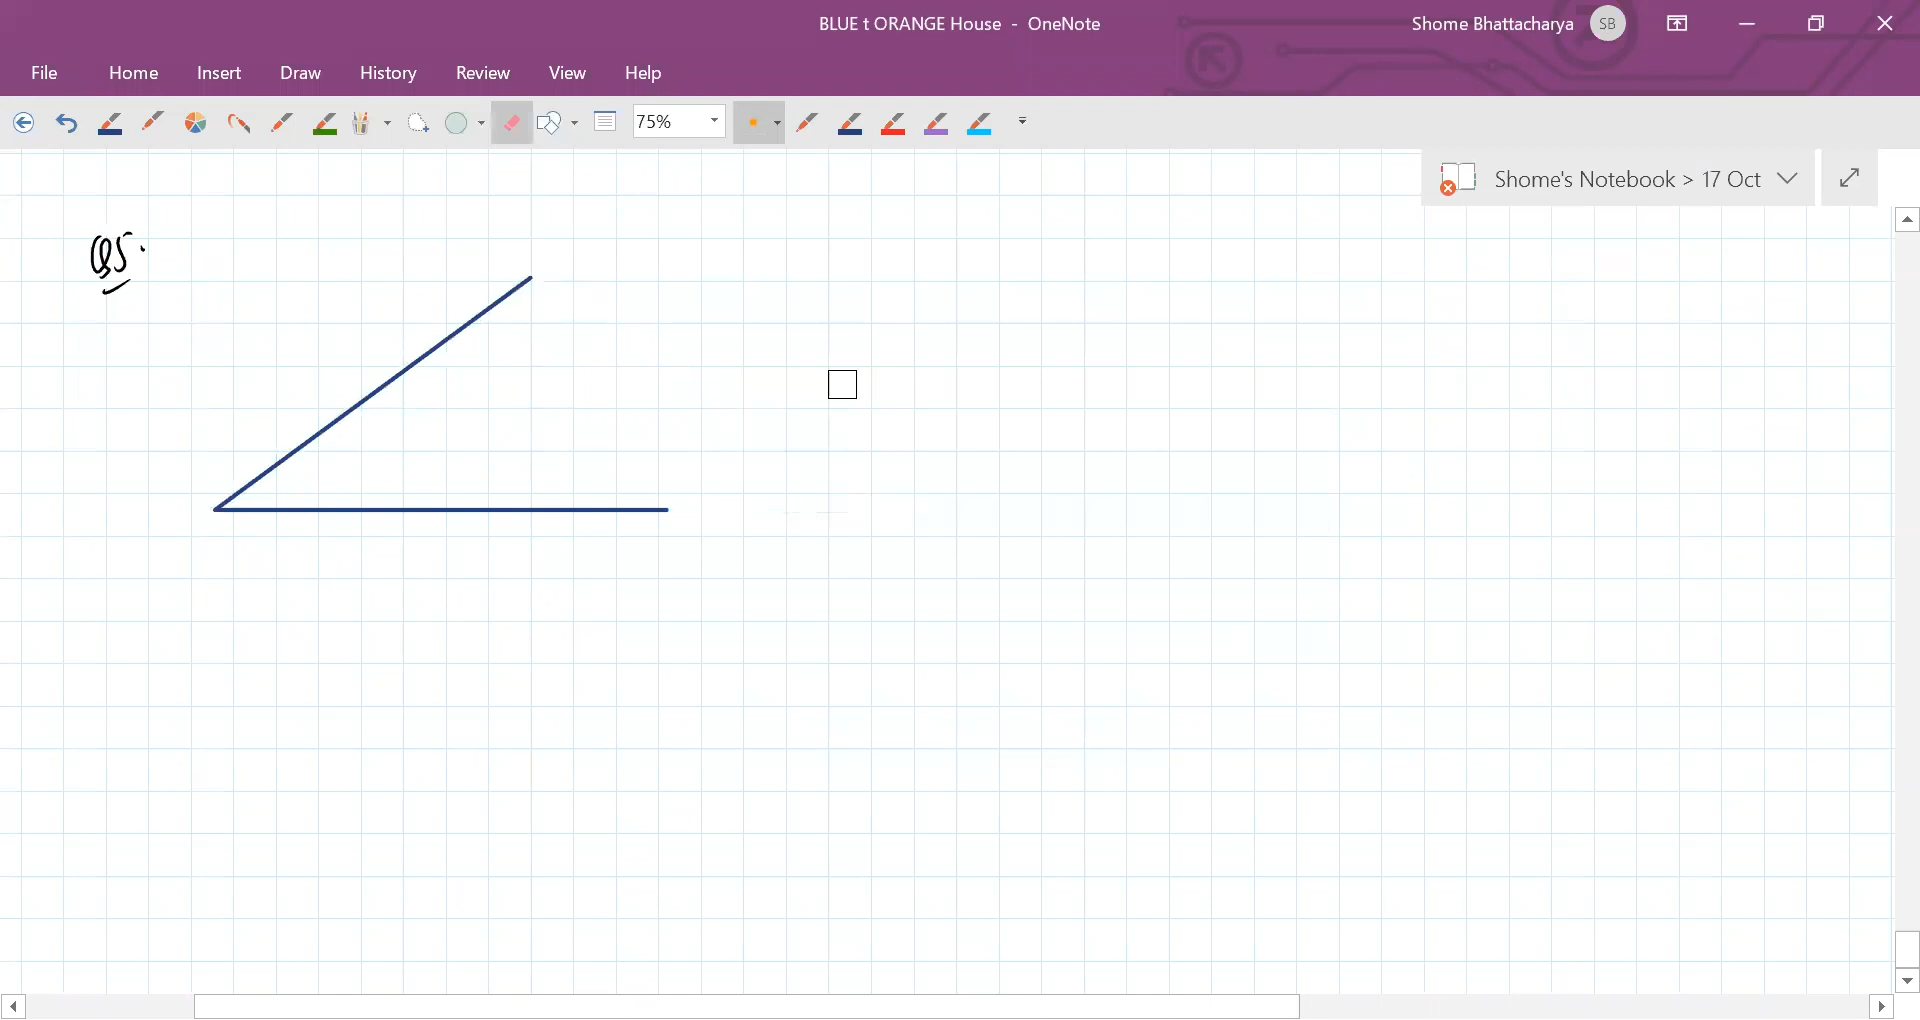 BLUE t ORANGE House - OneNote
Shome Bhattacharya SB
File Home Insert Draw History Review View Help
75%
Shome's Notebook > 17 Oct
Q5.